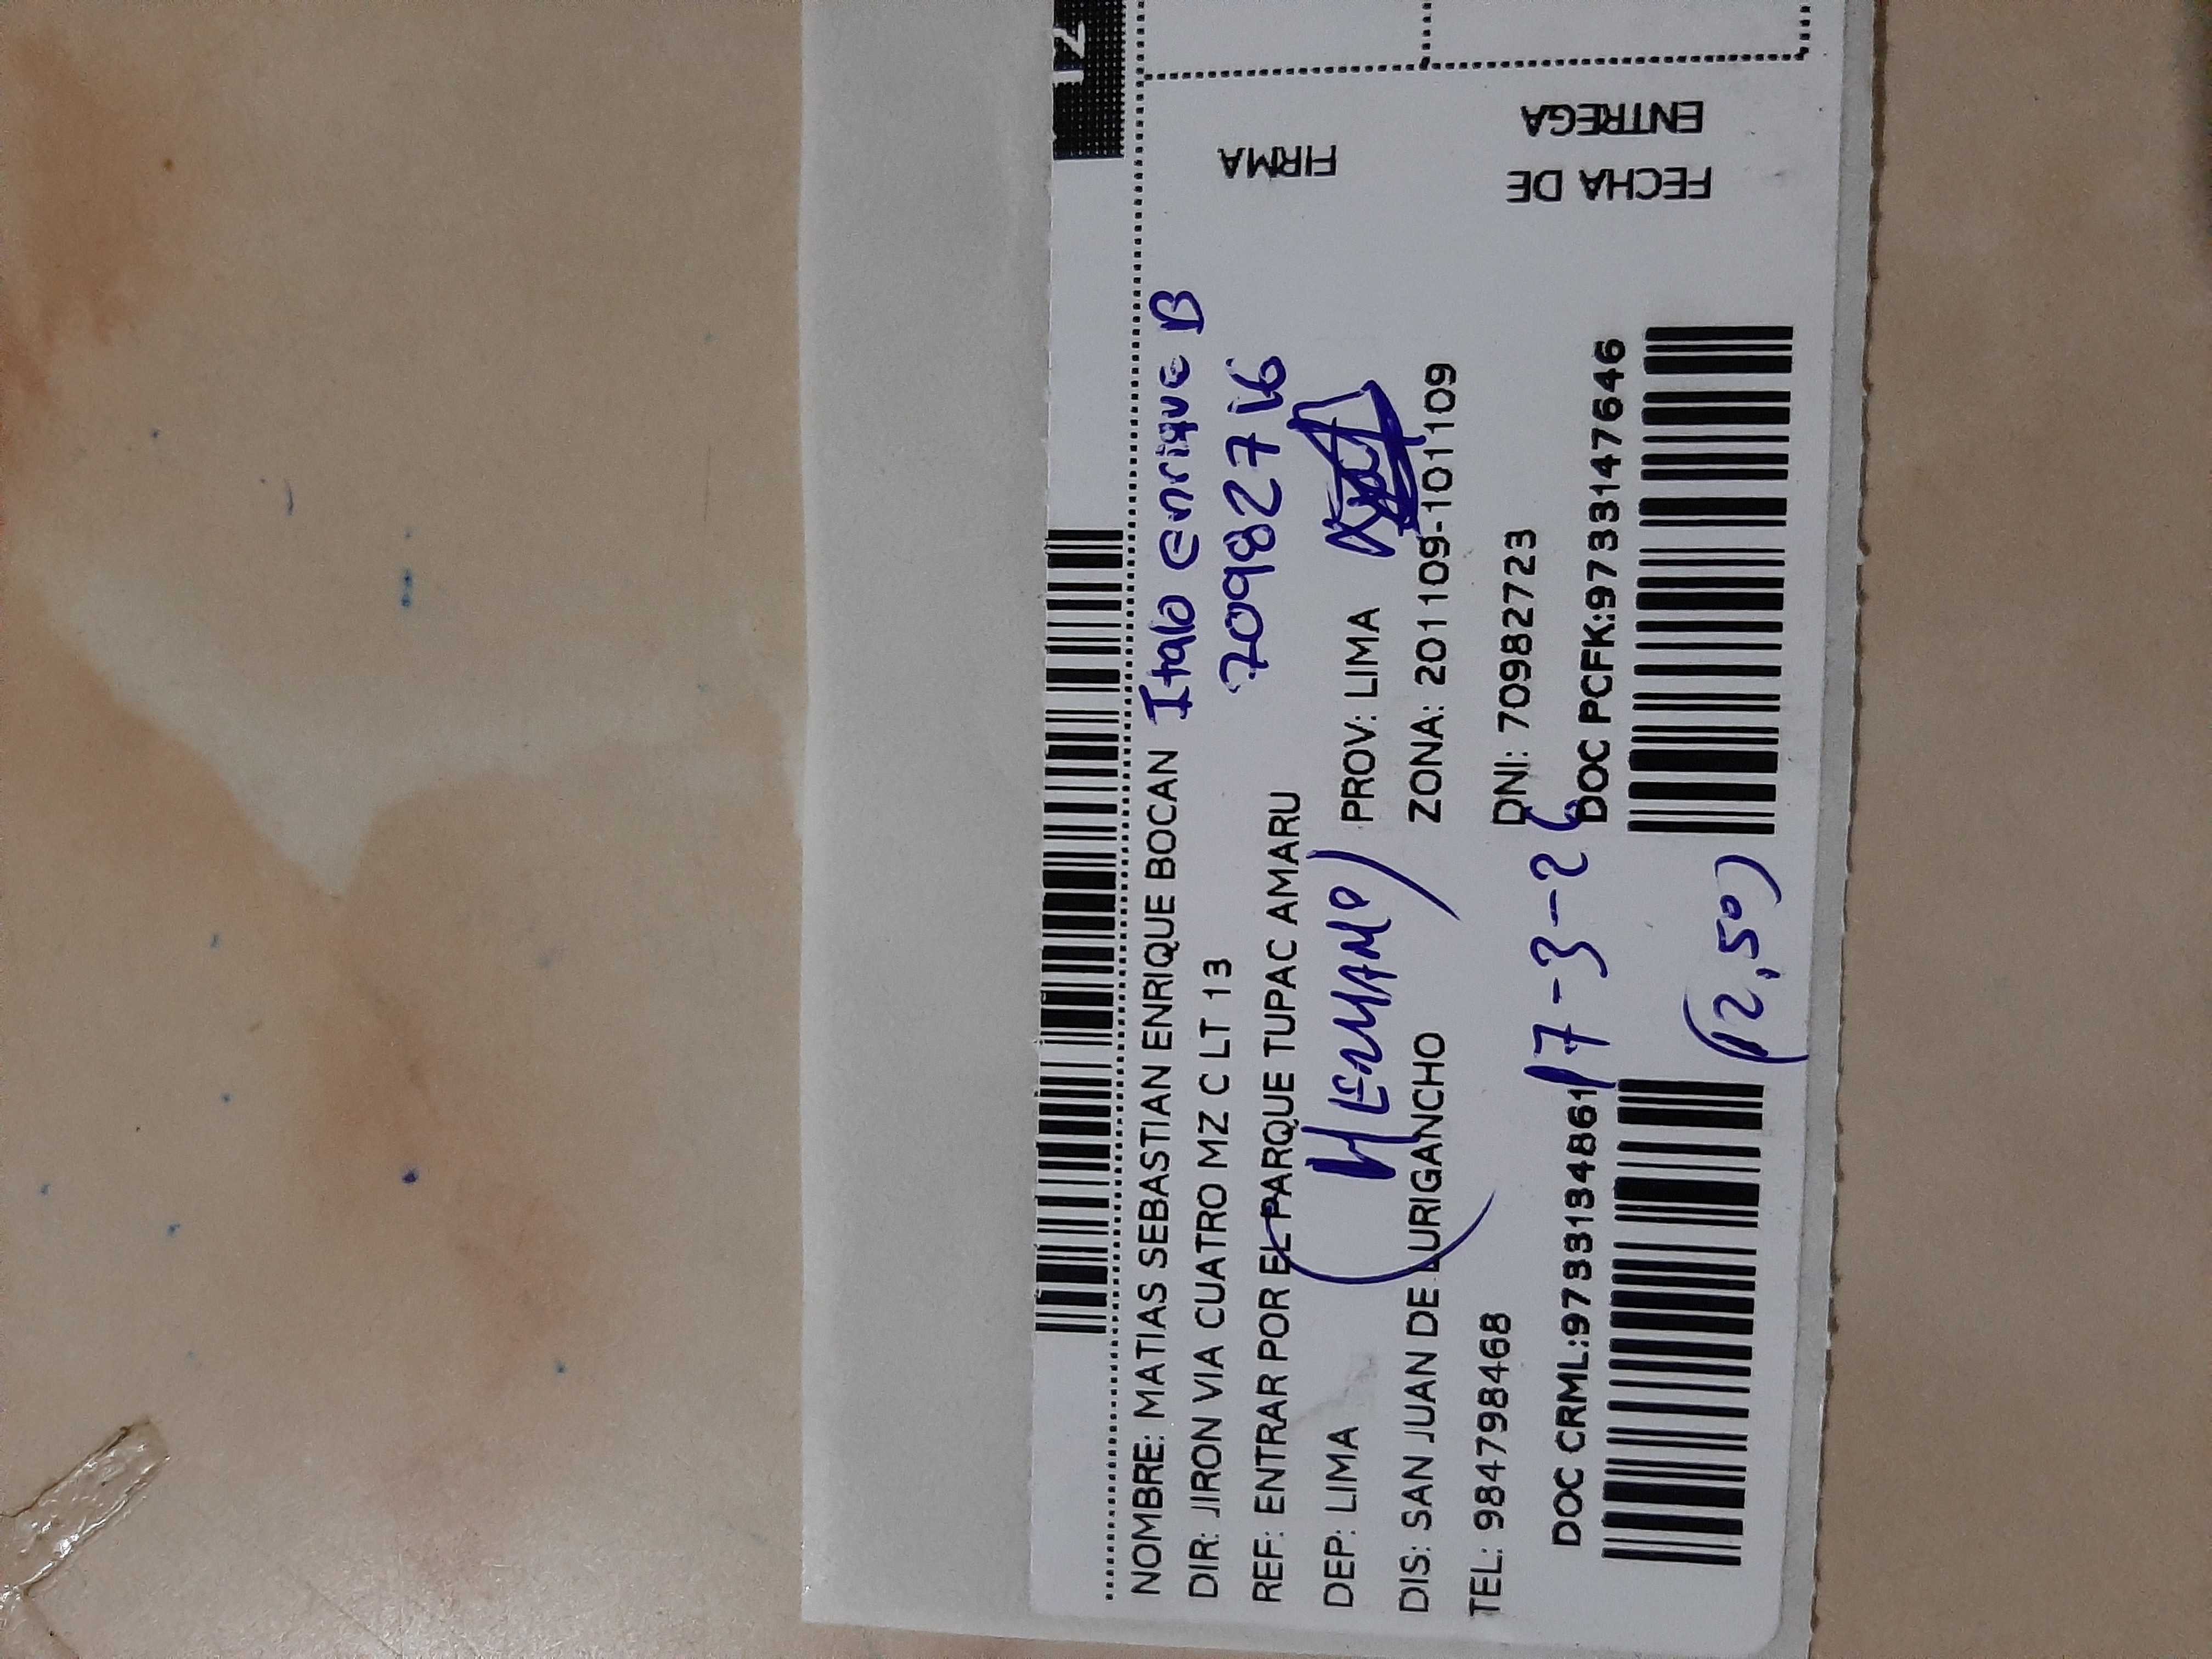 NOMBRE: MATIAS SEBASTIAN ENRIQUE BOCAN Italo Enrique B
DIR: JIRON VIA CUATRO MZ C LT 13
70982716
REF: ENTRAR POR EL PARQUE TUPAC AMARU
(HERMANO)
DEP: LIMA PROV: LIMA
DIS: SAN JUAN DE LURIGANCHO ZONA: 201109-101109
TEL: 984798468 DNI: 70982723
17-3-26
DOC CRML:9733134861 DOC PCFK:9733147646
(12,50)
FIRMA
FECHA DE
ENTREGA